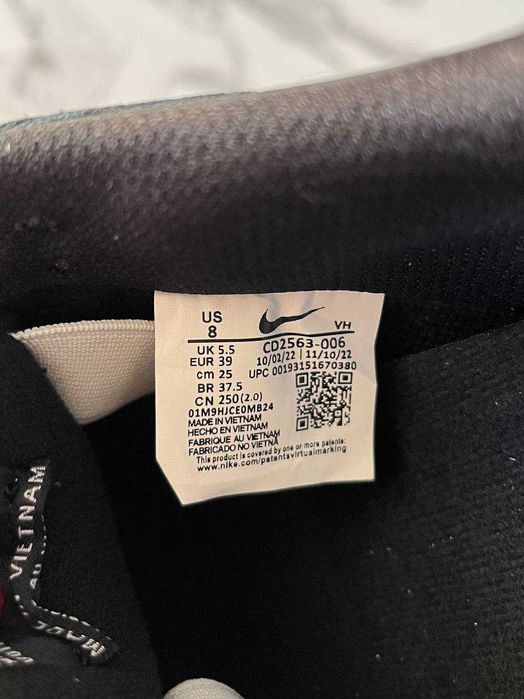 US
8
VH
UK 5.5
CD2563-006
EUR 39
10/02/22 | 11/10/22
cm 25
UPC 00193151670380
BR 37.5
CN 250(2.0)
01M9HJCE0MB24
MADE IN VIETNAM
HECHO EN VIETNAM
FABRIQUE AU VIETNAM
FABRICADO NO VIETNÃ
This product is covered by one or more patents:
www.nike.com/patentsvirtualmarking
VIETNAM